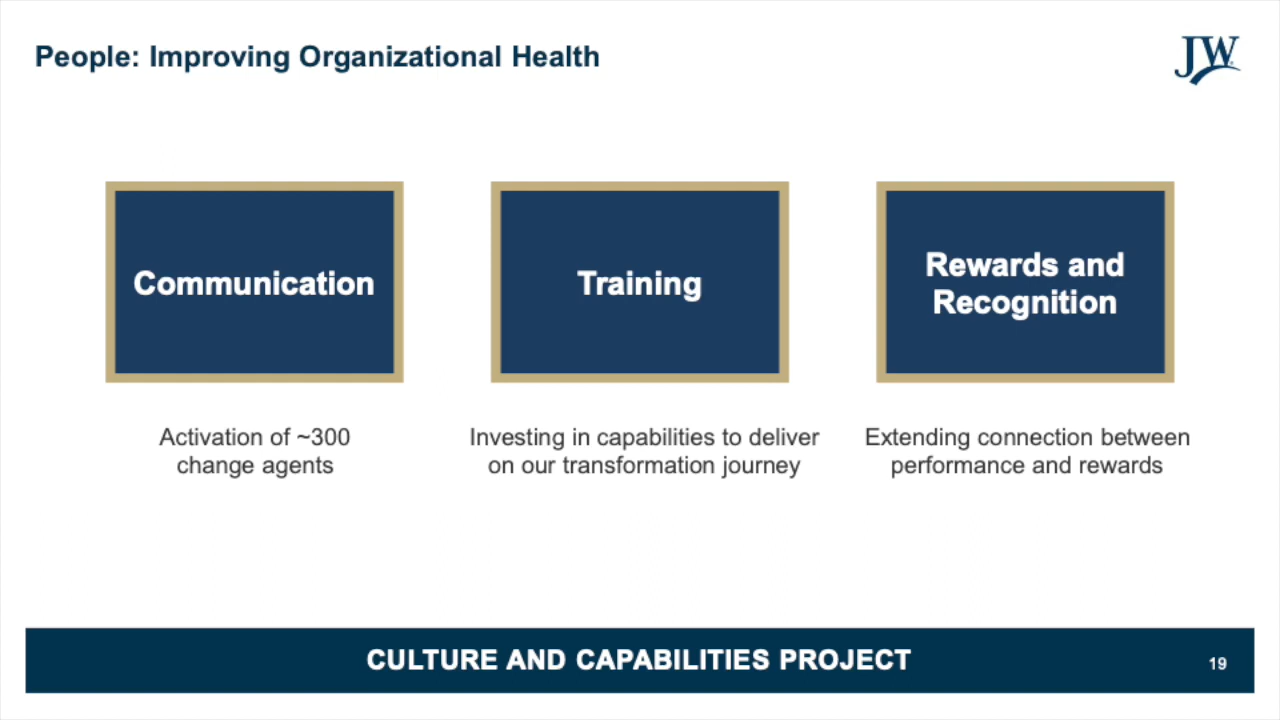 People: Improving Organizational Health
JW
Communication
Training
Rewards and
Recognition
Activation of ~300
change agents
Investing in capabilities to deliver
on our transformation journey
Extending connection between
performance and rewards
CULTURE AND CAPABILITIES PROJECT
19